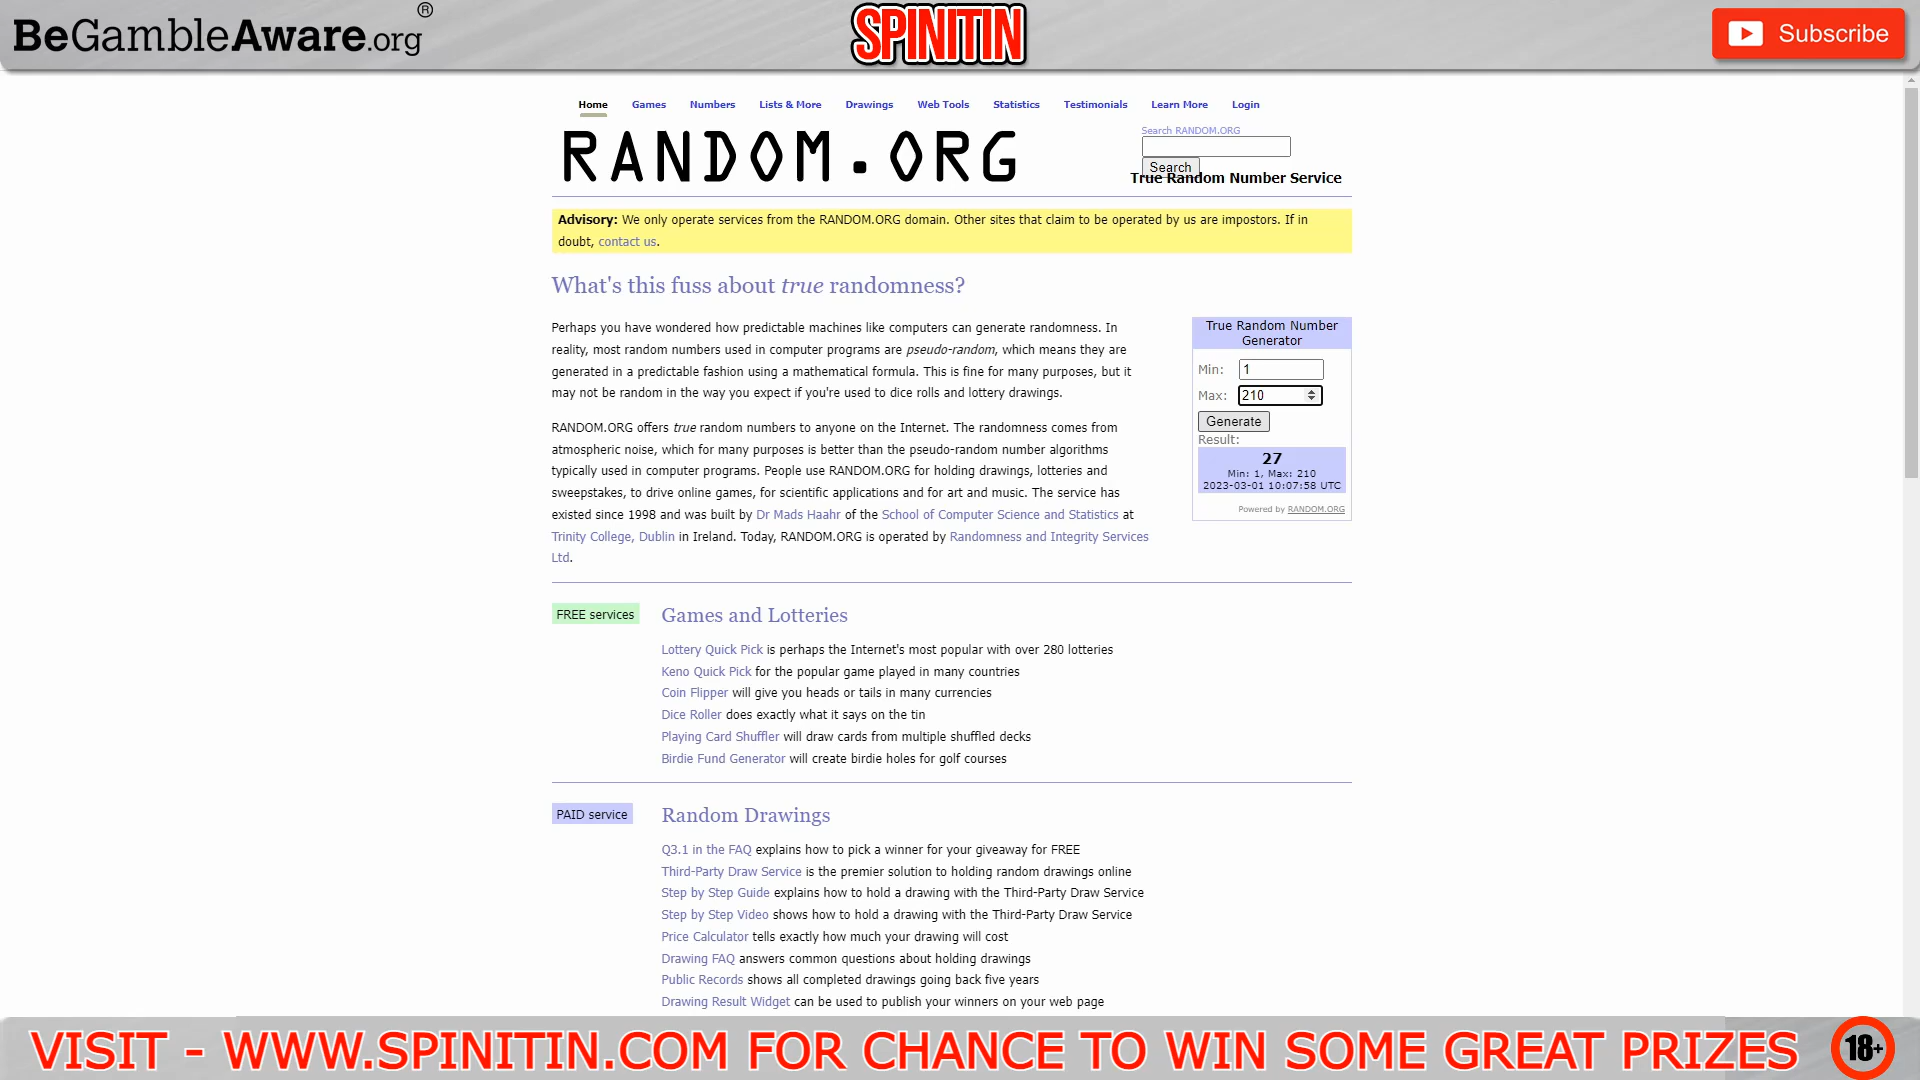 BeGambleAware.org®
SPINITIN
Subscribe
Home Games Numbers Lists & More Drawings Web Tools Statistics Testimonials Learn More Login
RANDOM.ORG
Search RANDOM.ORG
Search
True Random Number Service
Advisory: We only operate services from the RANDOM.ORG domain. Other sites that claim to be operated by us are impostors. If in
doubt, contact us.
What's this fuss about true randomness?
Perhaps you have wondered how predictable machines like computers can generate randomness. In
reality, most random numbers used in computer programs are pseudo-random, which means they are
generated in a predictable fashion using a mathematical formula. This is fine for many purposes, but it
may not be random in the way you expect if you're used to dice rolls and lottery drawings.
RANDOM.ORG offers true random numbers to anyone on the Internet. The randomness comes from
atmospheric noise, which for many purposes is better than the pseudo-random number algorithms
typically used in computer programs. People use RANDOM.ORG for holding drawings, lotteries and
sweepstakes, to drive online games, for scientific applications and for art and music. The service has
existed since 1998 and was built by Dr Mads Haahr of the School of Computer Science and Statistics at
Trinity College, Dublin in Ireland. Today, RANDOM.ORG is operated by Randomness and Integrity Services
Ltd.
True Random Number
Generator
Min: 1
Max: 210
Generate
Result:
27
Min: 1, Max: 210
2023-03-01 10:07:58 UTC
Powered by RANDOM.ORG
FREE services
Games and Lotteries
Lottery Quick Pick is perhaps the Internet's most popular with over 280 lotteries
Keno Quick Pick for the popular game played in many countries
Coin Flipper will give you heads or tails in many currencies
Dice Roller does exactly what it says on the tin
Playing Card Shuffler will draw cards from multiple shuffled decks
Birdie Fund Generator will create birdie holes for golf courses
PAID service
Random Drawings
Q3.1 in the FAQ explains how to pick a winner for your giveaway for FREE
Third-Party Draw Service is the premier solution to holding random drawings online
Step by Step Guide explains how to hold a drawing with the Third-Party Draw Service
Step by Step Video shows how to hold a drawing with the Third-Party Draw Service
Price Calculator tells exactly how much your drawing will cost
Drawing FAQ answers common questions about holding drawings
Public Records shows all completed drawings going back five years
Drawing Result Widget can be used to publish your winners on your web page
VISIT - WWW.SPINITIN.COM FOR CHANCE TO WIN SOME GREAT PRIZES
18+